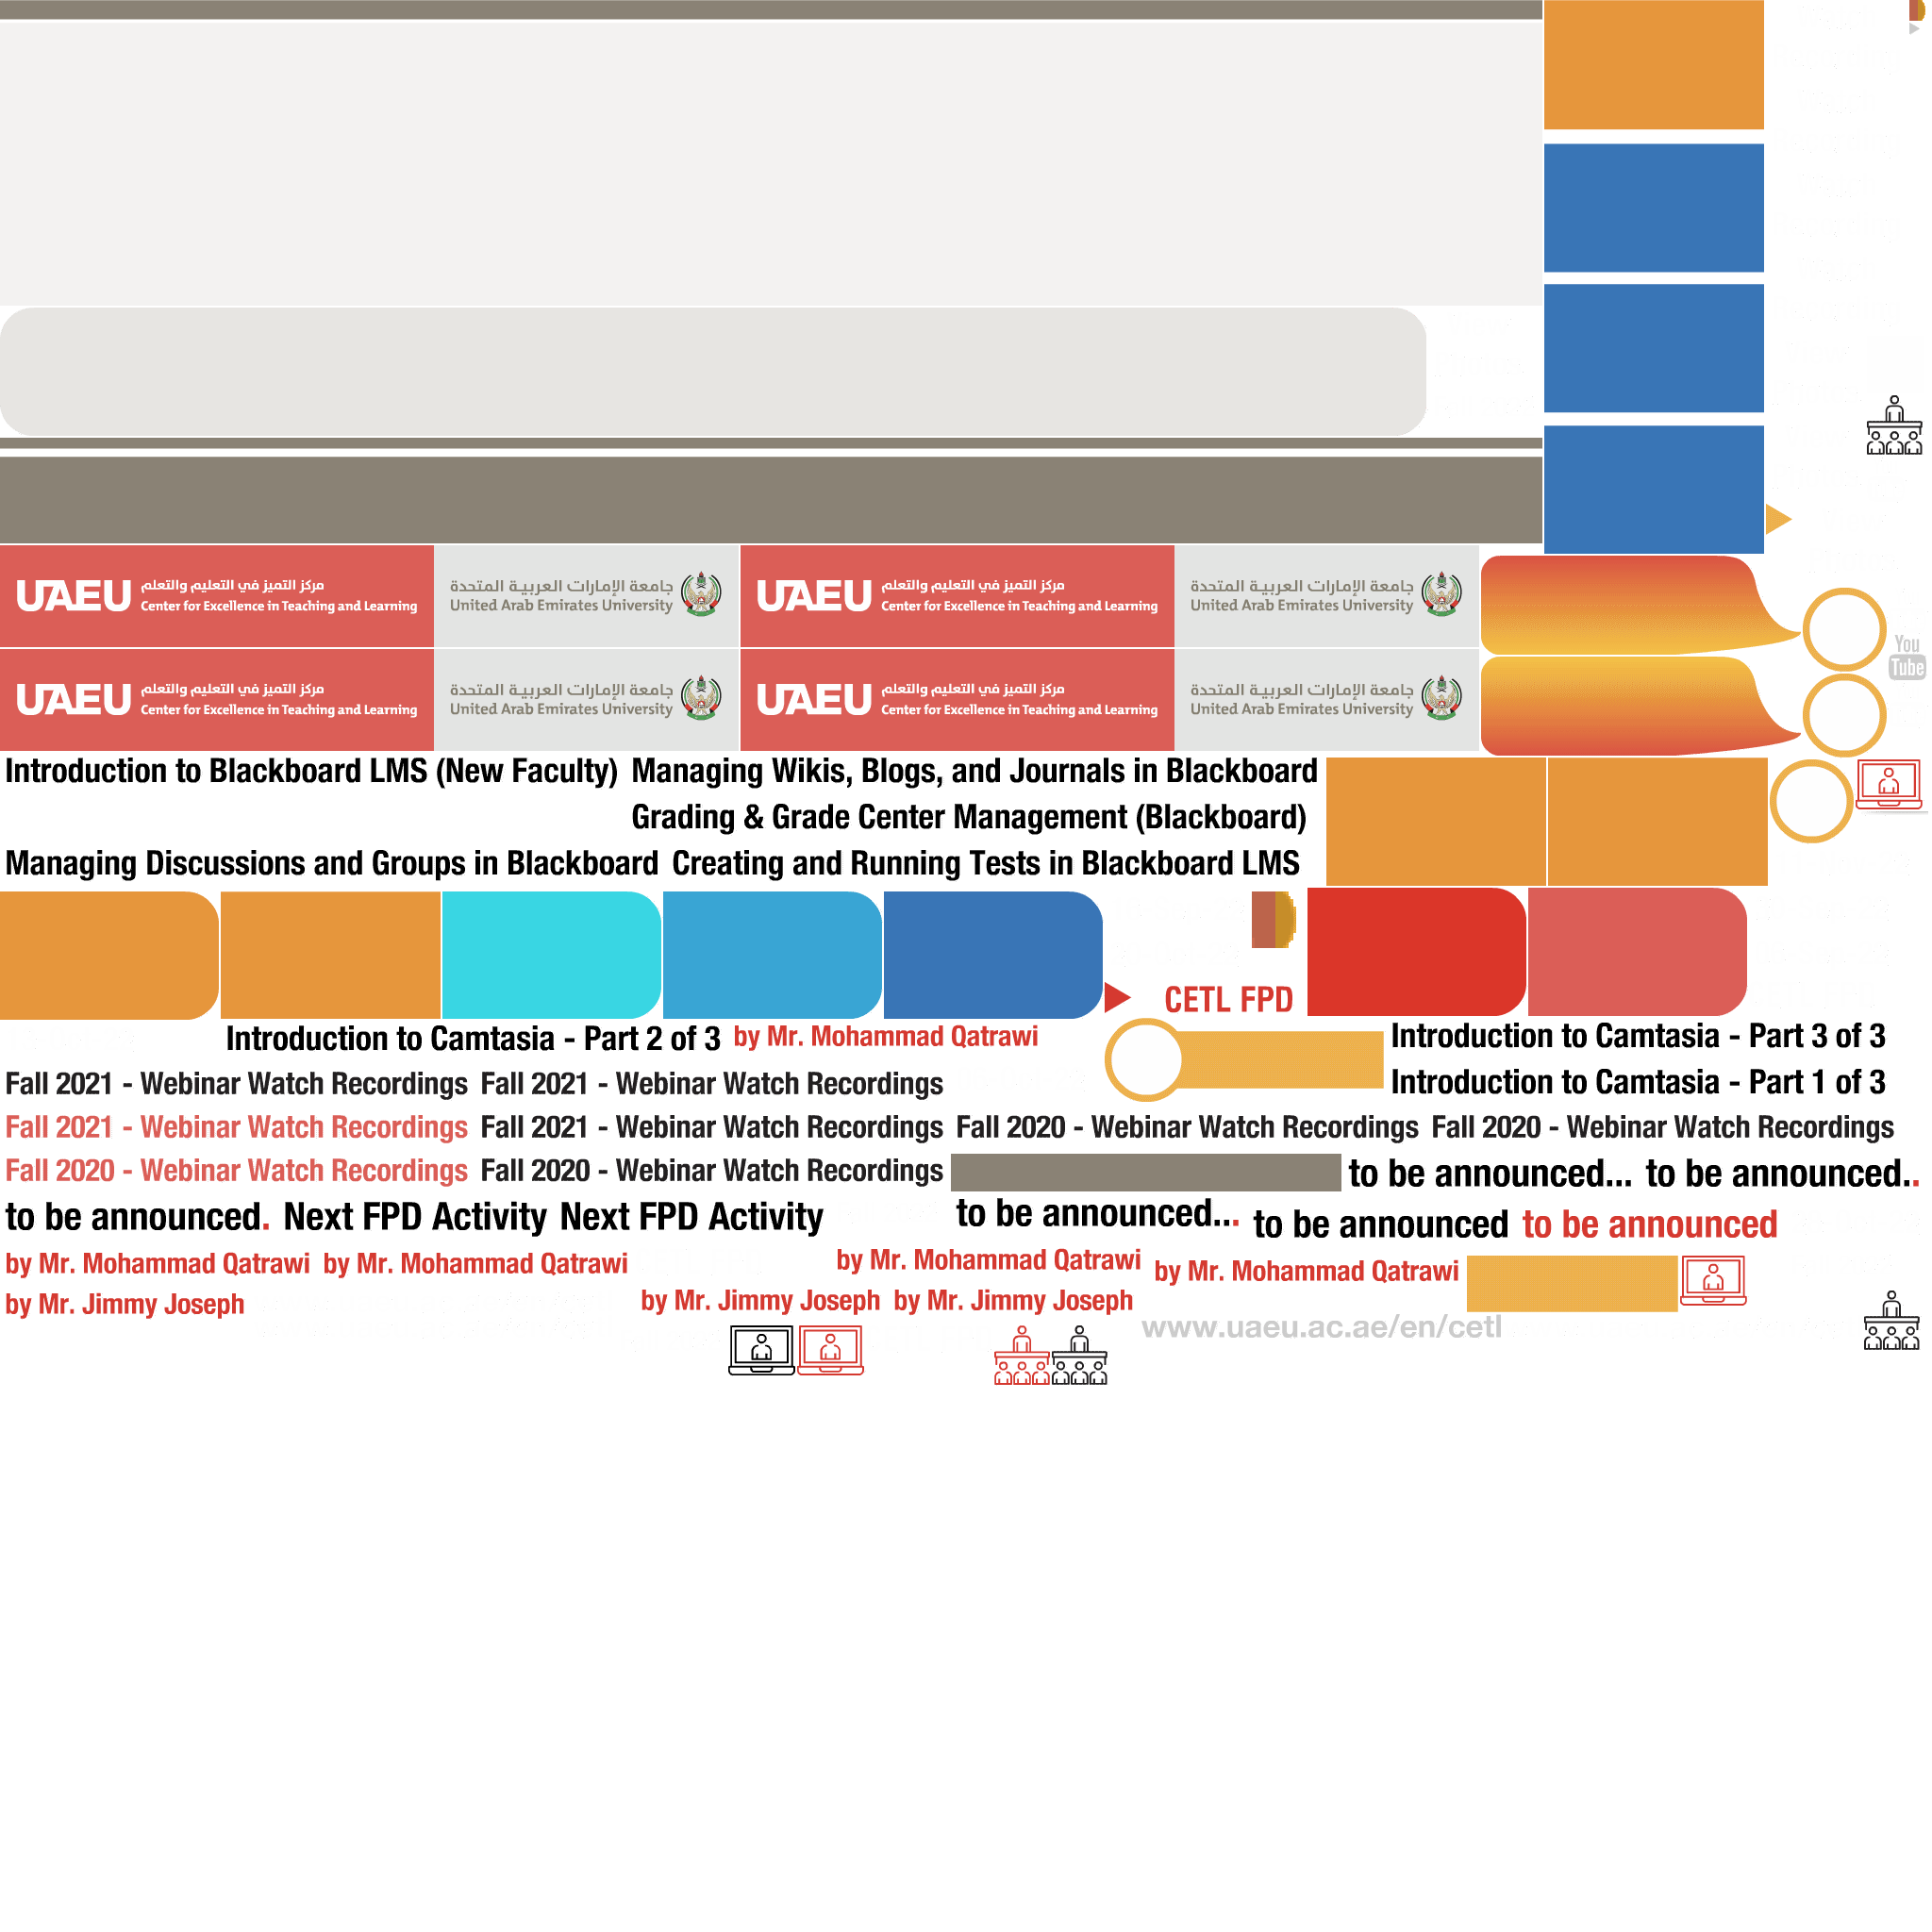 UAEU مركز التميز في التعليم والتعلم
Center for Excellence in Teaching and Learning
جامعة الإمارات العربية المتحدة
United Arab Emirates University
UAEU مركز التميز في التعليم والتعلم
Center for Excellence in Teaching and Learning
جامعة الإمارات العربية المتحدة
United Arab Emirates University
You
Tube
UAEU مركز التميز في التعليم والتعلم
Center for Excellence in Teaching and Learning
جامعة الإمارات العربية المتحدة
United Arab Emirates University
UAEU مركز التميز في التعليم والتعلم
Center for Excellence in Teaching and Learning
جامعة الإمارات العربية المتحدة
United Arab Emirates University
Introduction to Blackboard LMS (New Faculty) Managing Wikis, Blogs, and Journals in Blackboard
Grading & Grade Center Management (Blackboard)
Managing Discussions and Groups in Blackboard Creating and Running Tests in Blackboard LMS
CETL FPD
Introduction to Camtasia - Part 2 of 3 by Mr. Mohammad Qatrawi Introduction to Camtasia - Part 3 of 3
Fall 2021 - Webinar Watch Recordings Fall 2021 - Webinar Watch Recordings Introduction to Camtasia - Part 1 of 3
Fall 2021 - Webinar Watch Recordings Fall 2021 - Webinar Watch Recordings Fall 2020 - Webinar Watch Recordings Fall 2020 - Webinar Watch Recordings
Fall 2020 - Webinar Watch Recordings Fall 2020 - Webinar Watch Recordings to be announced... to be announced..
to be announced. Next FPD Activity Next FPD Activity to be announced... to be announced to be announced
by Mr. Mohammad Qatrawi by Mr. Mohammad Qatrawi by Mr. Mohammad Qatrawi by Mr. Mohammad Qatrawi
by Mr. Jimmy Joseph by Mr. Jimmy Joseph by Mr. Jimmy Joseph
www.uaeu.ac.ae/en/cetl